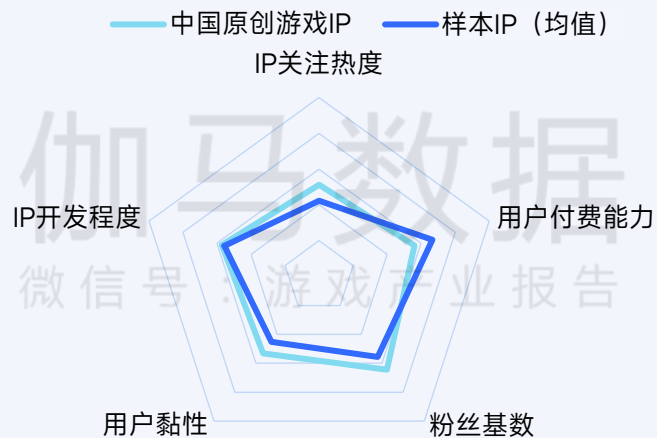 中国原创游戏IP 样本IP（均值）
IP关注热度
伽马数据
IP开发程度 用户付费能力
微信号：游戏产业报告
用户黏性 粉丝基数